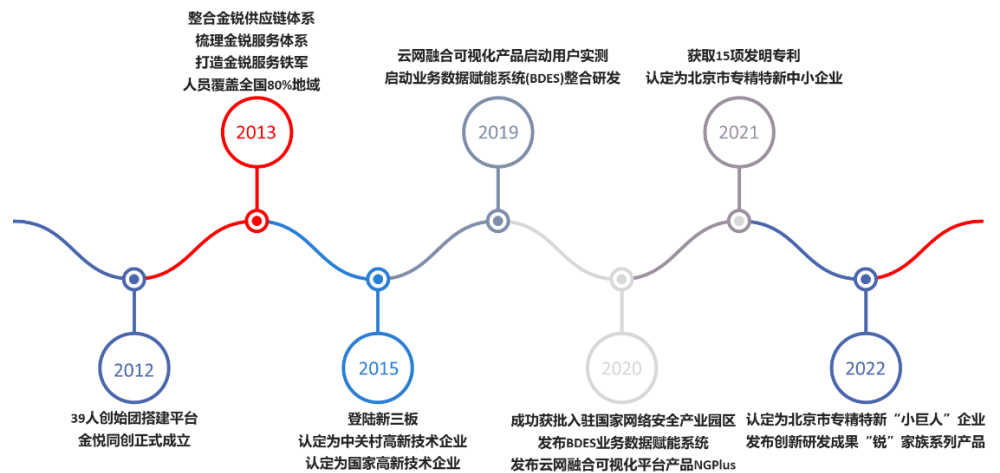 整合金锐供应链体系
梳理金锐服务体系
打造金锐服务铁军
人员覆盖全国80%地域
2013
云网融合可视化产品启动用户实测
启动业务数据赋能系统(BDES)整合研发
2019
获取15项发明专利
认定为北京市专精特新中小企业
2021
2012
39人创始团搭建平台
金悦同创正式成立
2015
登陆新三板
认定为中关村高新技术企业
认定为国家高新技术企业
2020
成功获批入驻国家网络安全产业园区
发布BDES业务数据赋能系统
发布云网融合可视化平台产品NGPlus
2022
认定为北京市专精特新“小巨人”企业
发布创新研发成果“锐”家族系列产品